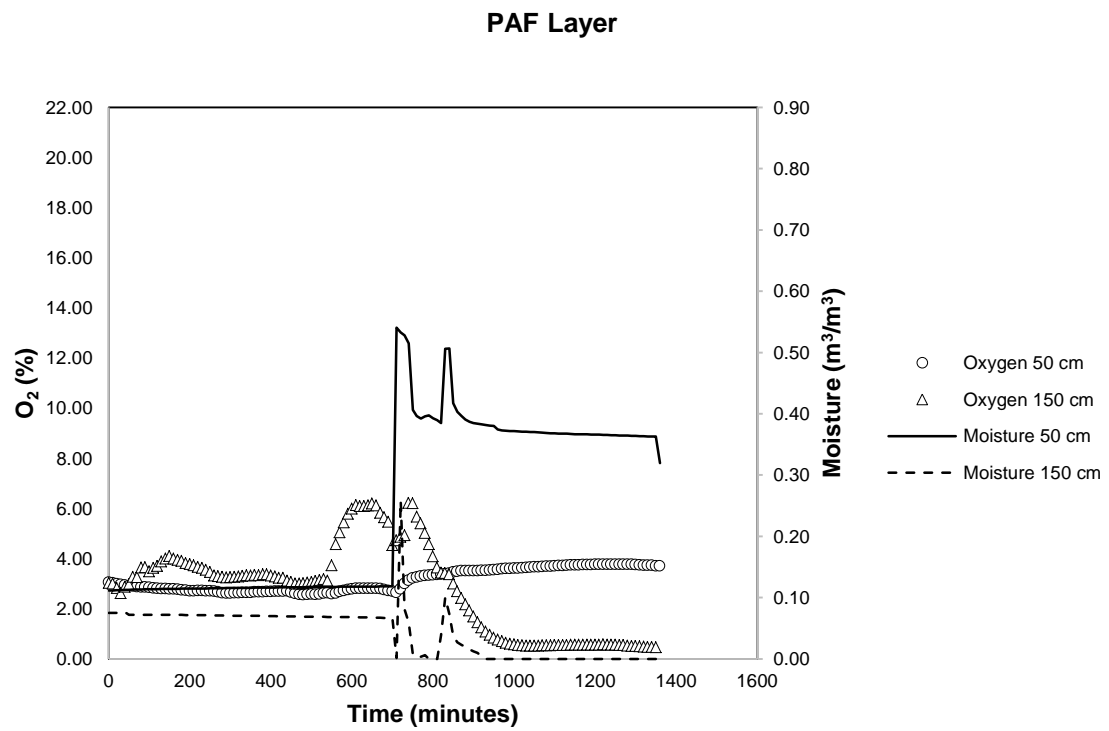 PAF Layer
22.00
20.00
18.00
16.00
14.00
12.00
10.00
8.00
6.00
4.00
2.00
0.00
O₂ (%)
0 200 400 600 800 1000 1200 1400 1600
Time (minutes)
0.90
0.80
0.70
0.60
0.50
0.40
0.30
0.20
0.10
0.00
Moisture (m³/m³)
Oxygen 50 cm
Oxygen 150 cm
Moisture 50 cm
Moisture 150 cm